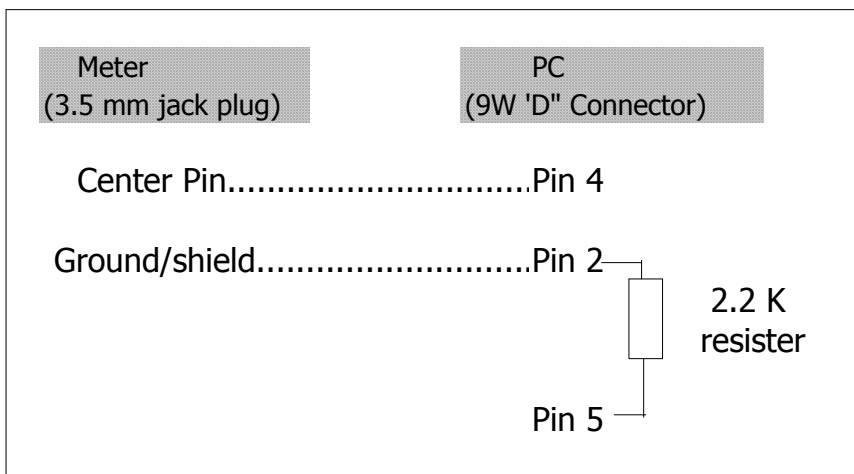 Meter
(3.5 mm jack plug)
PC
(9W 'D" Connector)
Center Pin..............................Pin 4
Ground/shield...........................Pin 2
2.2 K
resister
Pin 5